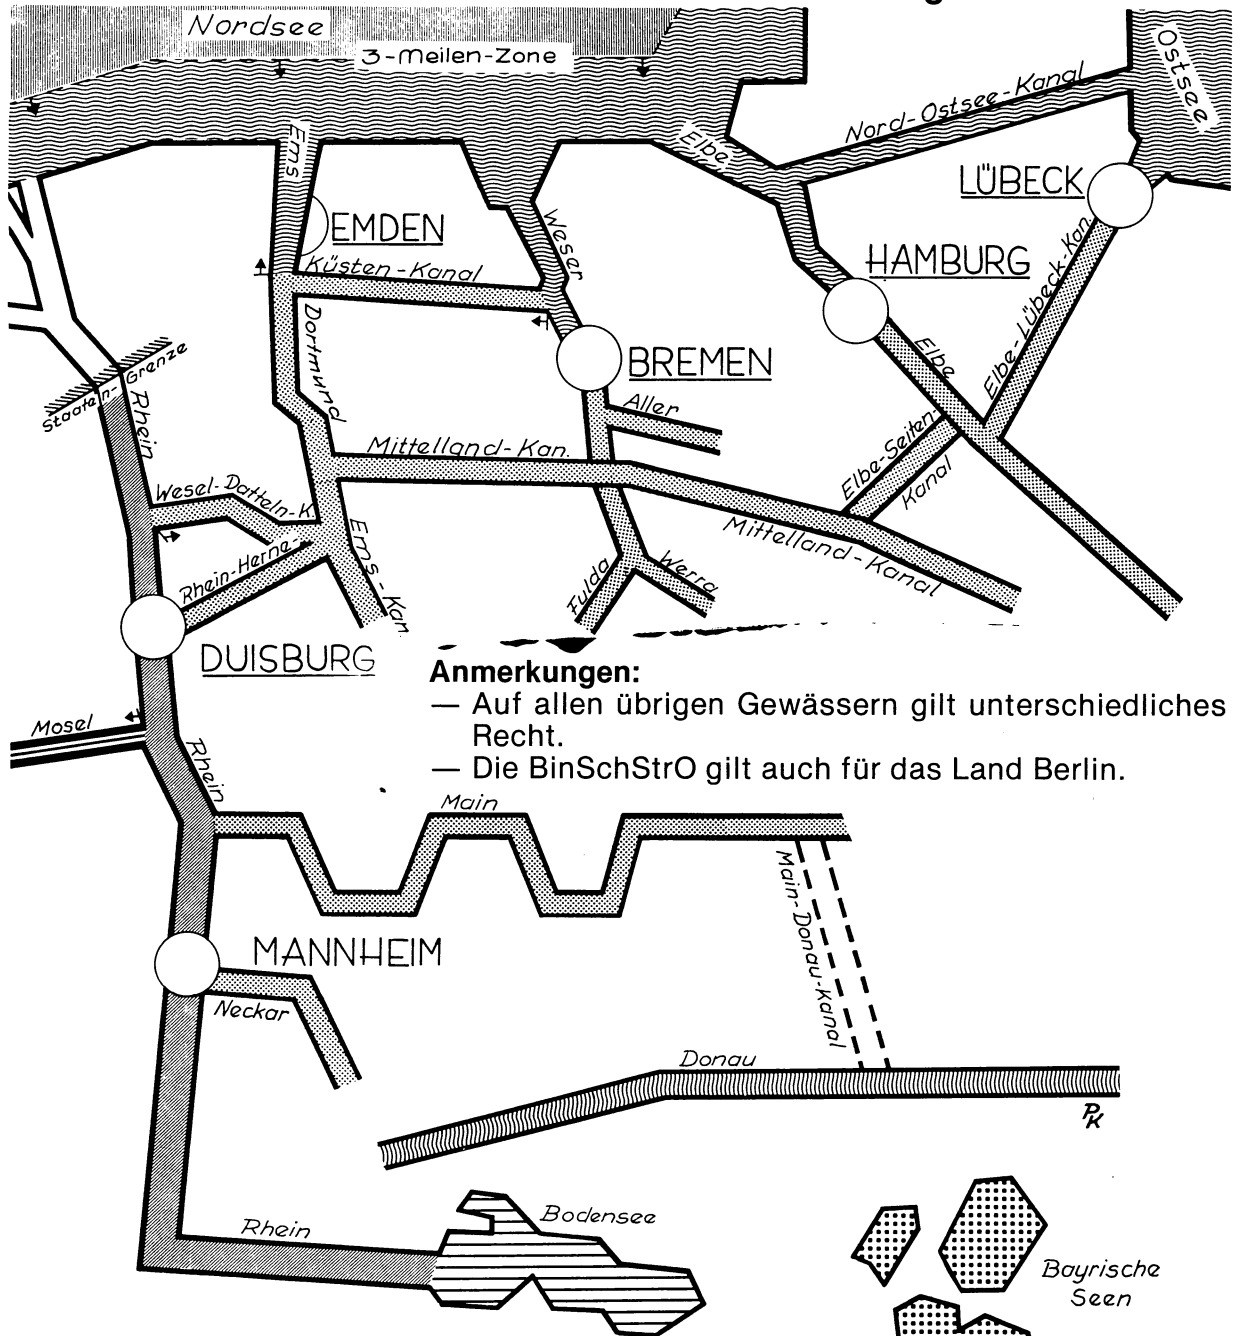 Nordsee
3-Meilen-Zone
Ostsee
Ems
Elbe
Nord-Ostsee-Kanal
LÜBECK
EMDEN
Weser
HAMBURG
Küsten-Kanal
Elbe-Lübeck-Kan.
Dortmund
Staaten-Grenze
BREMEN
Elbe
Rhein
Aller
Mittelland-Kan.
Elbe-Seiten-
Kanal
Wesel-Datteln-K.
Mittelland-Kanal
Rhein-Herne-
Ems-Kan.
Fulda
Werra
DUISBURG
Anmerkungen:
— Auf allen übrigen Gewässern gilt unterschiedliches
Recht.
— Die BinSchStrO gilt auch für das Land Berlin.
Mosel
Rhein
Main
Main-Donau-Kanal
MANNHEIM
Neckar
Donau
PK
Rhein
Bodensee
Bayrische
Seen